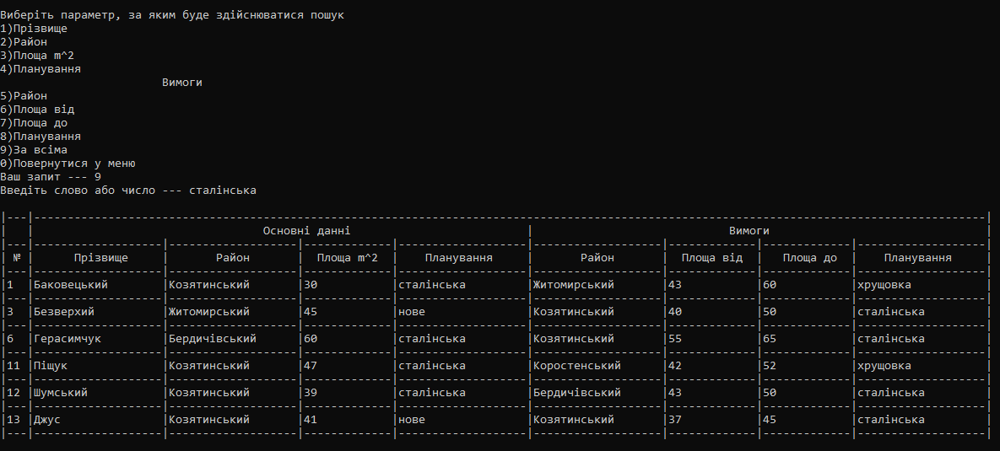 Виберіть параметр, за яким буде здійснюватися пошук
1)Прізвище
2)Район
3)Площа m^2
4)Планування
Вимоги
5)Район
6)Площа від
7)Площа до
8)Планування
9)За всіма
0)Повернутися у меню
Ваш запит --- 9
Введіть слово або число --- сталінська
Основні данні | Вимоги
№ | Прізвище | Район | Площа m^2 | Планування | Район | Площа від | Площа до | Планування
|1 |Баковецький |Козятинський |30 |сталінська |Житомирський |43 |60 |хрущовка |
|3 |Безверхий |Житомирський |45 |нове |Козятинський |40 |50 |сталінська |
|6 |Герасимчук |Бердичівський |60 |сталінська |Козятинський |55 |65 |сталінська |
|11 |Піщук |Козятинський |47 |сталінська |Коростенський |42 |52 |хрущовка |
|12 |Шумський |Козятинський |39 |сталінська |Бердичівський |43 |50 |сталінська |
|13 |Джус |Козятинський |41 |нове |Козятинський |37 |45 |сталінська |